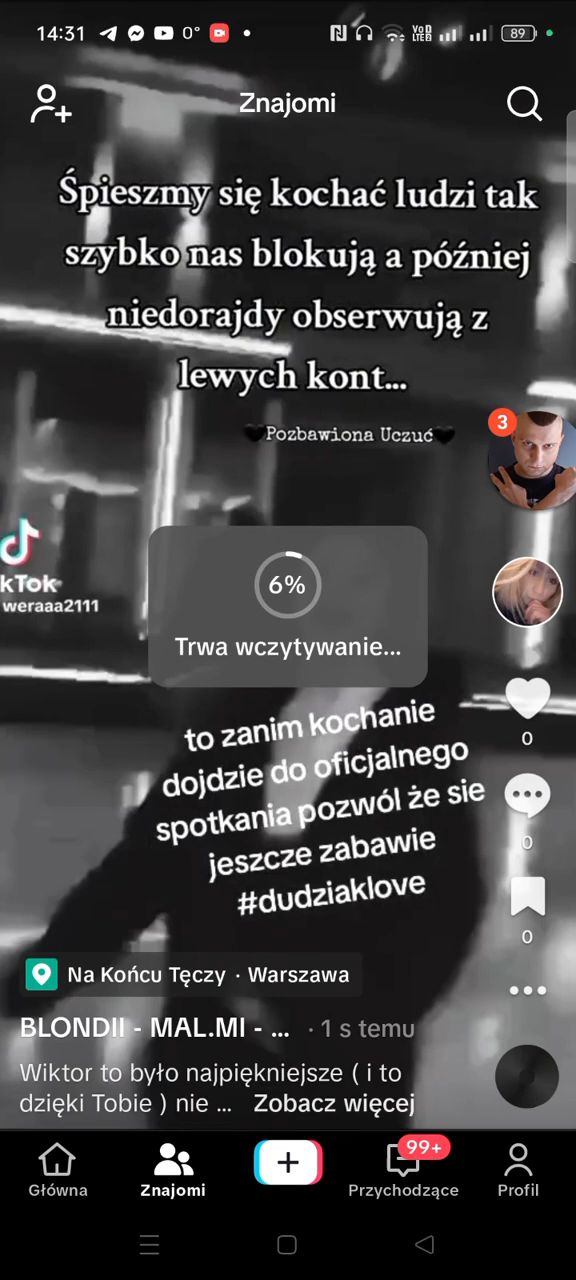 14:31
0°
VoD
LTE2
89
Znajomi
Śpieszmy się kochać ludzi tak
szybko nas blokują a później
niedorajdy obserwują z
lewych kont...
🖤Pozbawiona Uczuć🖤
3
kTok
weraaa2111
6%
Trwa wczytywanie...
to zanim kochanie
dojdzie do oficjalnego
spotkania pozwól że sie
jeszcze zabawie
#dudziaklove
0
0
0
Na Końcu Tęczy · Warszawa
BLONDII - MAL.MI - ... · 1 s temu
Wiktor to było najpiękniejsze ( i to
dzięki Tobie ) nie ... Zobacz więcej
99+
Główna
Znajomi
Przychodzące
Profil